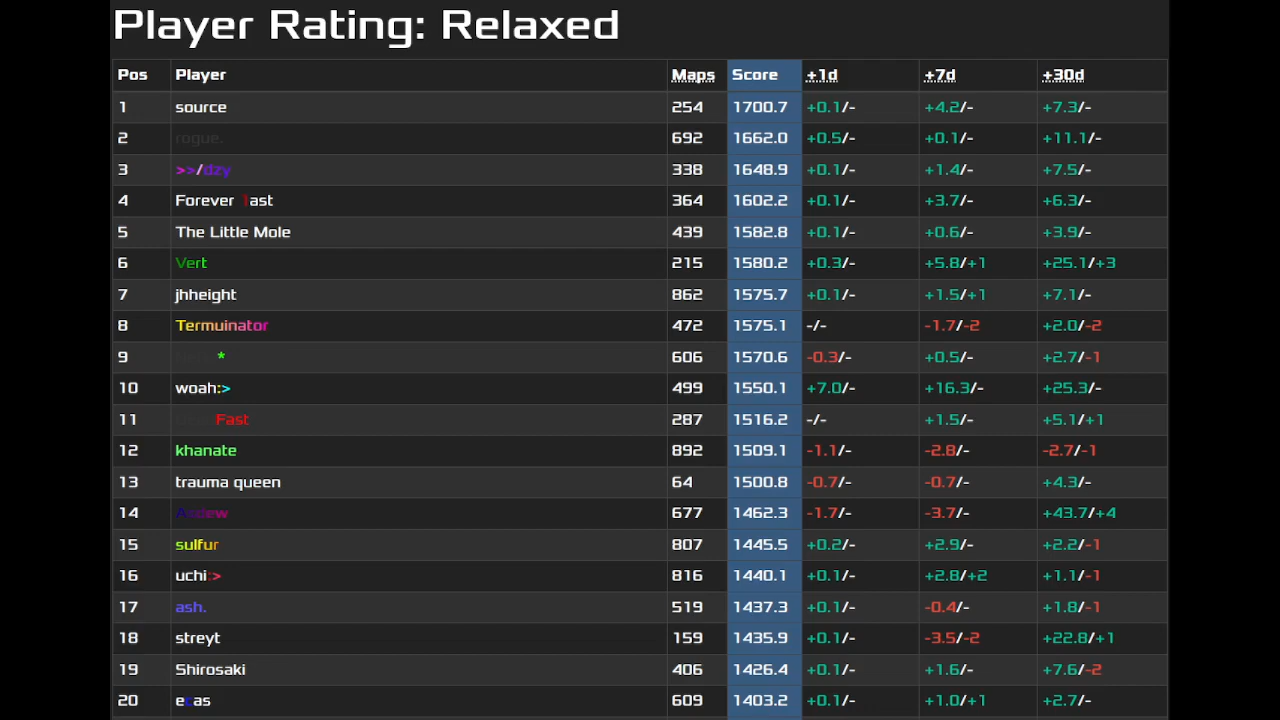 Player Rating: Relaxed
Pos Player Maps Score +1d +7d +30d
1 source 254 1700.7 +0.1/- +4.2/- +7.3/-
2 rogue. 692 1662.0 +0.5/- +0.1/- +11.1/-
3 >>/dzy 338 1648.9 +0.1/- +1.4/- +7.5/-
4 Forever 1ast 364 1602.2 +0.1/- +3.7/- +6.3/-
5 The Little Mole 439 1582.8 +0.1/- +0.6/- +3.9/-
6 Vert 215 1580.2 +0.3/- +5.8/+1 +25.1/+3
7 jhheight 862 1575.7 +0.1/- +1.5/+1 +7.1/-
8 Termuinator 472 1575.1 -/- -1.7/-2 +2.0/-2
9 * 606 1570.6 -0.3/- +0.5/- +2.7/-1
10 woah:> 499 1550.1 +7.0/- +16.3/- +25.3/-
11 Fast 287 1516.2 -/- +1.5/- +5.1/+1
12 khanate 892 1509.1 -1.1/- -2.8/- -2.7/-1
13 trauma queen 64 1500.8 -0.7/- -0.7/- +4.3/-
14 677 1462.3 -1.7/- -3.7/- +43.7/+4
15 sulfur 807 1445.5 +0.2/- +2.9/- +2.2/-1
16 uchi:> 816 1440.1 +0.1/- +2.8/+2 +1.1/-1
17 ash. 519 1437.3 +0.1/- -0.4/- +1.8/-1
18 streyt 159 1435.9 +0.1/- -3.5/-2 +22.8/+1
19 Shirosaki 406 1426.4 +0.1/- +1.6/- +7.6/-2
20 ecas 609 1403.2 +0.1/- +1.0/+1 +2.7/-